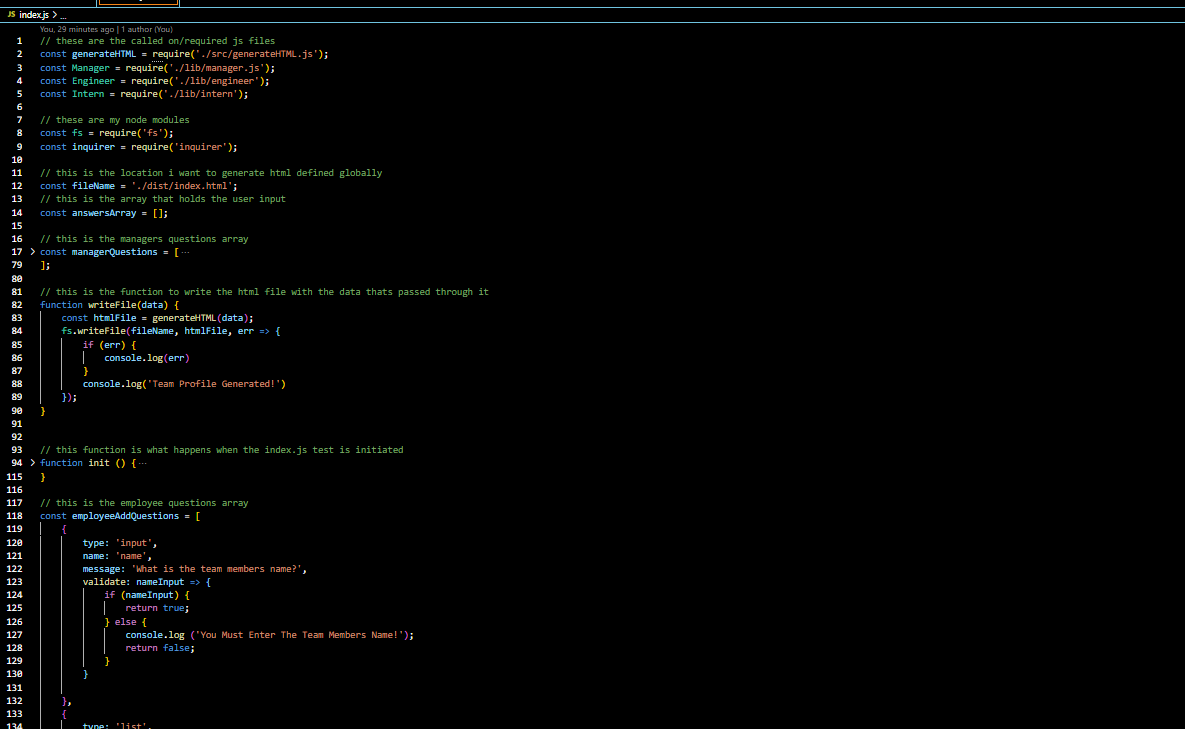 JS index.js > ...
You, 29 minutes ago | 1 author (You)
1 // these are the called on/required js files
2 const generateHTML = require('./src/generateHTML.js');
3 const Manager = require('./lib/manager.js');
4 const Engineer = require('./lib/engineer');
5 const Intern = require('./lib/intern');
6
7 // these are my node modules
8 const fs = require('fs');
9 const inquirer = require('inquirer');
10
11 // this is the location i want to generate html defined globally
12 const fileName = './dist/index.html';
13 // this is the array that holds the user input
14 const answersArray = [];
15
16 // this is the managers questions array
17 > const managerQuestions = [ ...
79 ];
80
81 // this is the function to write the html file with the data thats passed through it
82 function writeFile(data) {
83 const htmlFile = generateHTML(data);
84 fs.writeFile(fileName, htmlFile, err => {
85 if (err) {
86 console.log(err)
87 }
88 console.log('Team Profile Generated!')
89 });
90 }
91
92
93 // this function is what happens when the index.js test is initiated
94 > function init () { ...
115 }
116
117 // this is the employee questions array
118 const employeeAddQuestions = [
119 {
120 type: 'input',
121 name: 'name',
122 message: 'What is the team members name?',
123 validate: nameInput => {
124 if (nameInput) {
125 return true;
126 } else {
127 console.log ('You Must Enter The Team Members Name!');
128 return false;
129 }
130 }
131
132 },
133 {
134 type: 'list',